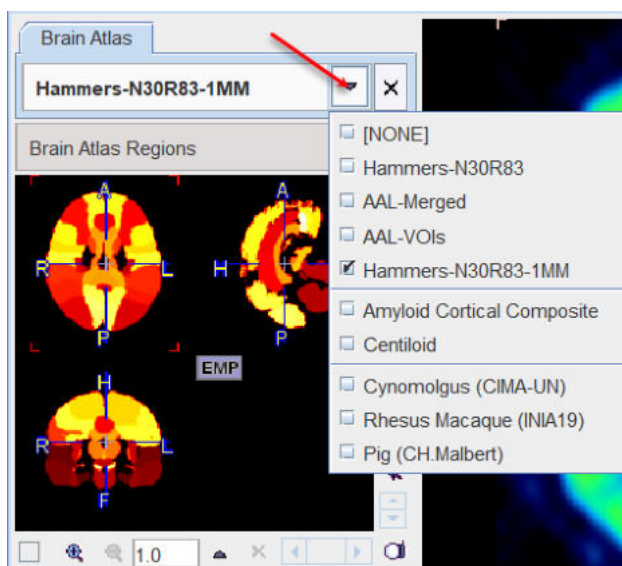 Brain Atlas
Hammers-N30R83-1MM
Brain Atlas Regions
[NONE]
Hammers-N30R83
AAL-Merged
AAL-VOIs
Hammers-N30R83-1MM
Amyloid Cortical Composite
Centiloid
Cynomolgus (CIMA-UN)
Rhesus Macaque (INIA19)
Pig (CH.Malbert)
A
A
R
L
H
P
P
EMP
H
R
L
F
1.0